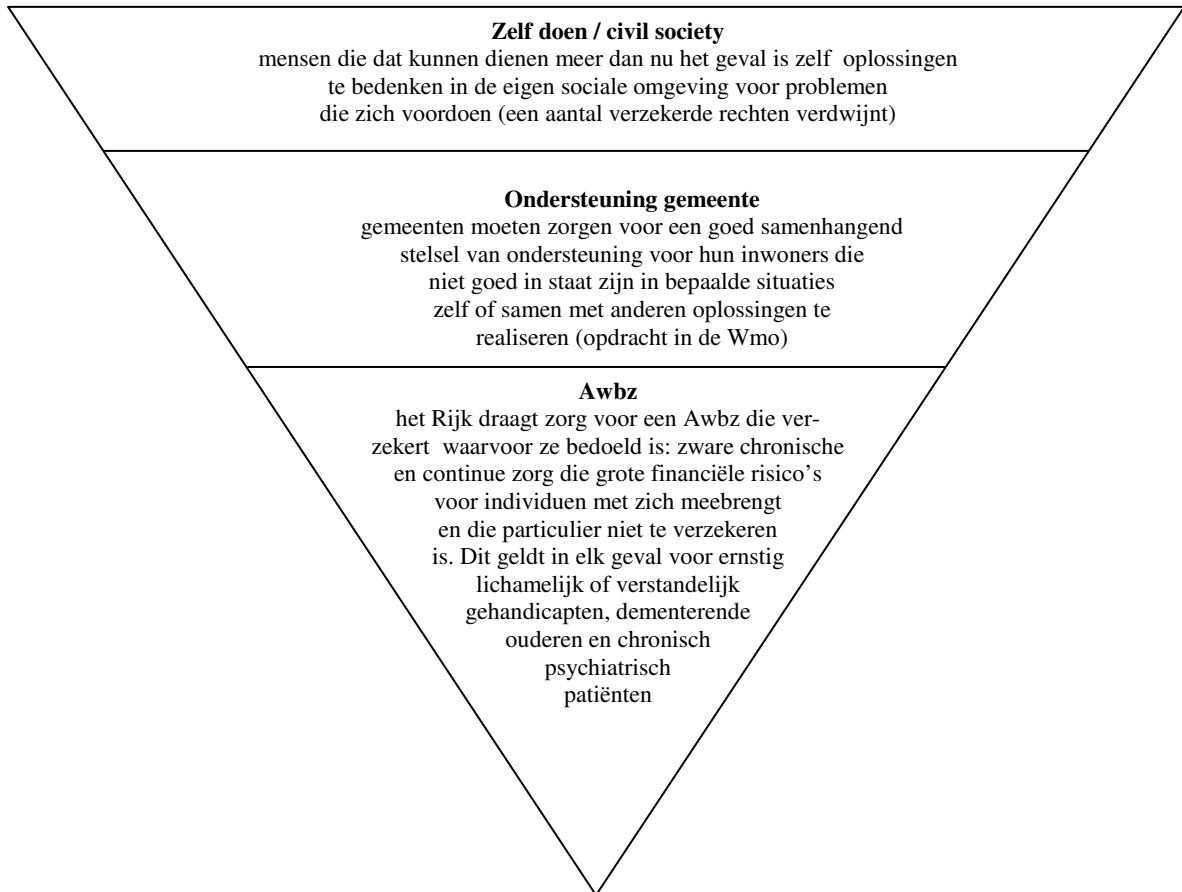 Zelf doen / civil society
mensen die dat kunnen dienen meer dan nu het geval is zelf oplossingen
te bedenken in de eigen sociale omgeving voor problemen
die zich voordoen (een aantal verzekerde rechten verdwijnt)
Ondersteuning gemeente
gemeenten moeten zorgen voor een goed samenhangend
stelsel van ondersteuning voor hun inwoners die
niet goed in staat zijn in bepaalde situaties
zelf of samen met anderen oplossingen te
realiseren (opdracht in de Wmo)
Awbz
het Rijk draagt zorg voor een Awbz die ver-
zekert waarvoor ze bedoeld is: zware chronische
en continue zorg die grote financiële risico's
voor individuen met zich meebrengt
en die particulier niet te verzekeren
is. Dit geldt in elk geval voor ernstig
lichamelijk of verstandelijk
gehandicapten, dementerende
ouderen en chronisch
psychiatrisch
patiënten